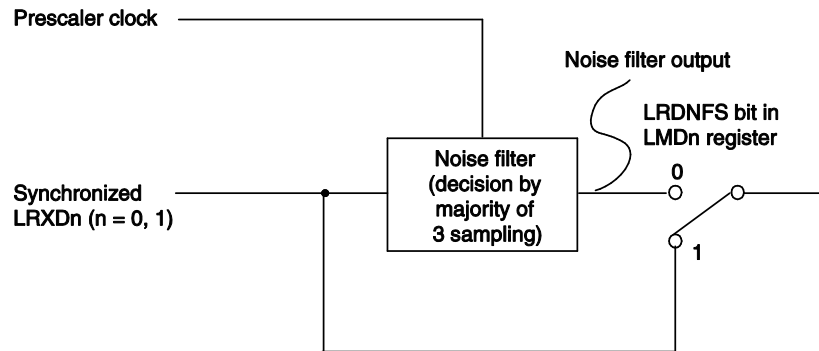 Prescaler clock
Noise filter output
LRDNFS bit in
LMDn register
Noise filter
(decision by
majority of
3 sampling)
0
Synchronized
LRXDn (n = 0, 1)
1